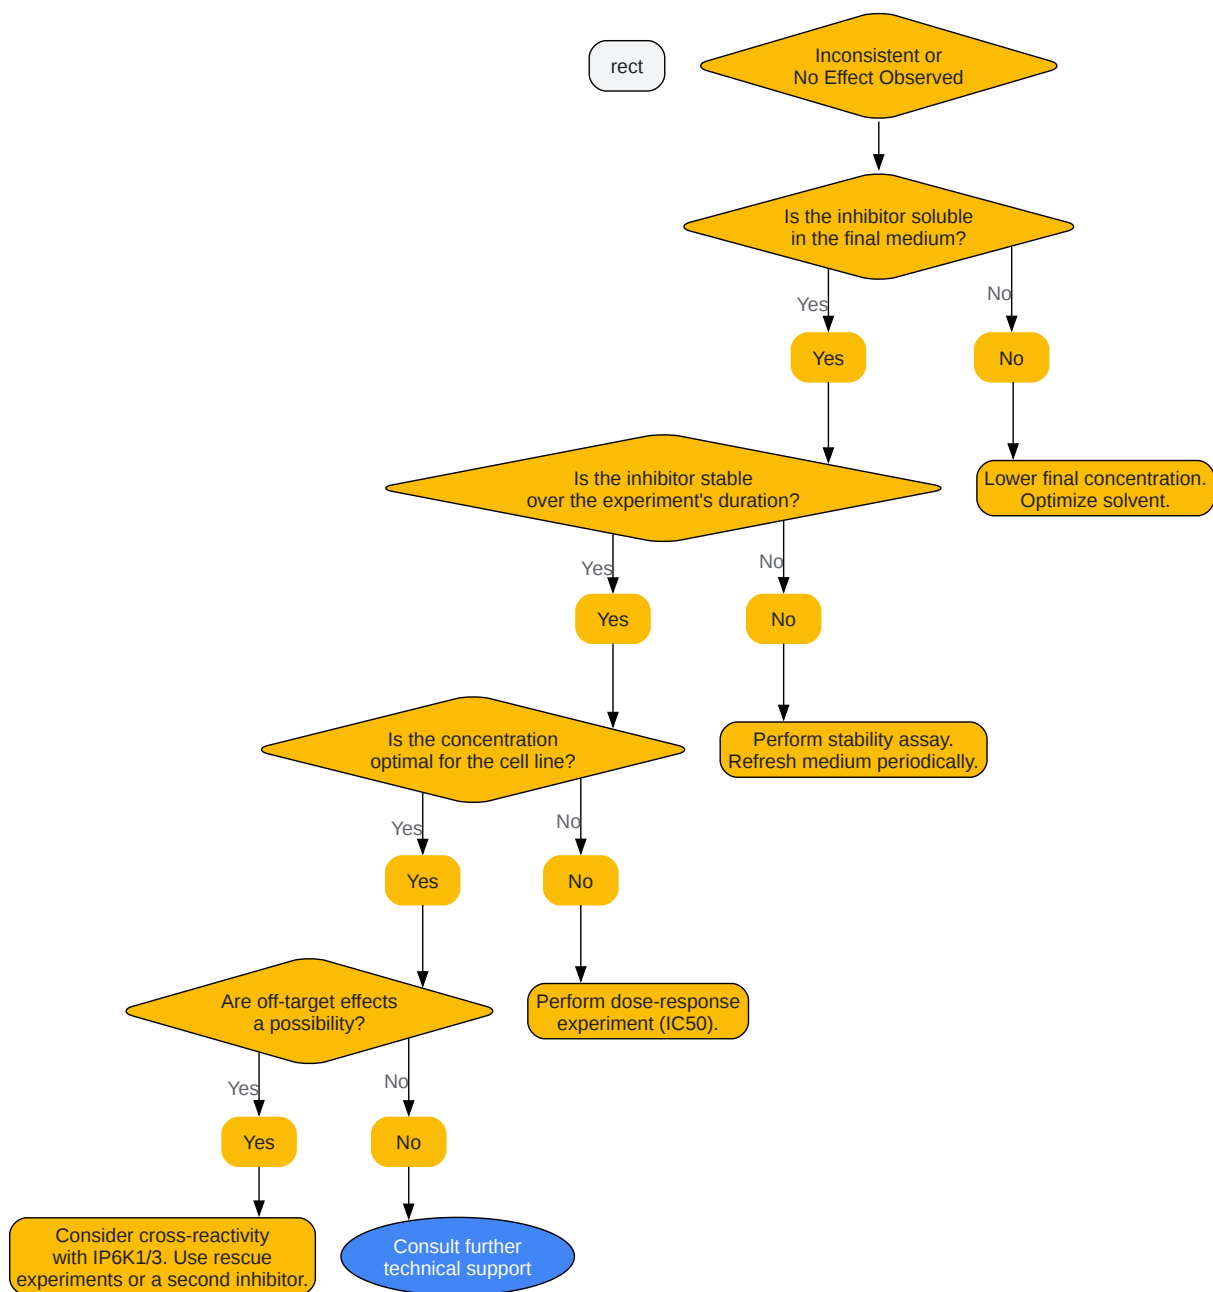 rect
Inconsistent or
No Effect Observed
Is the inhibitor soluble
in the final medium?
Yes
No
Yes
No
Is the inhibitor stable
over the experiment's duration?
Lower final concentration.
Optimize solvent.
Yes
No
Yes
No
Is the concentration
optimal for the cell line?
Perform stability assay.
Refresh medium periodically.
Yes
No
Yes
No
Are off-target effects
a possibility?
Perform dose-response
experiment (IC50).
Yes
No
Yes
No
Consider cross-reactivity
with IP6K1/3. Use rescue
experiments or a second inhibitor.
Consult further
technical support